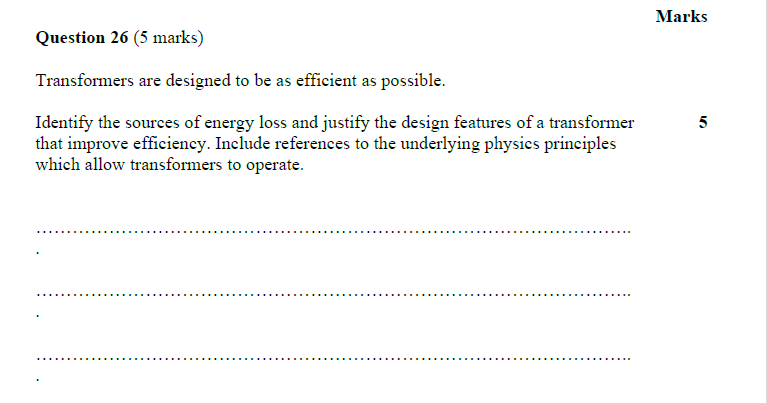 Marks
Question 26 (5 marks)
Transformers are designed to be as efficient as possible.
Identify the sources of energy loss and justify the design features of a transformer 5
that improve efficiency. Include references to the underlying physics principles
which allow transformers to operate.
…………………………………………………………………………………..
.
…………………………………………………………………………………..
.
…………………………………………………………………………………..
.